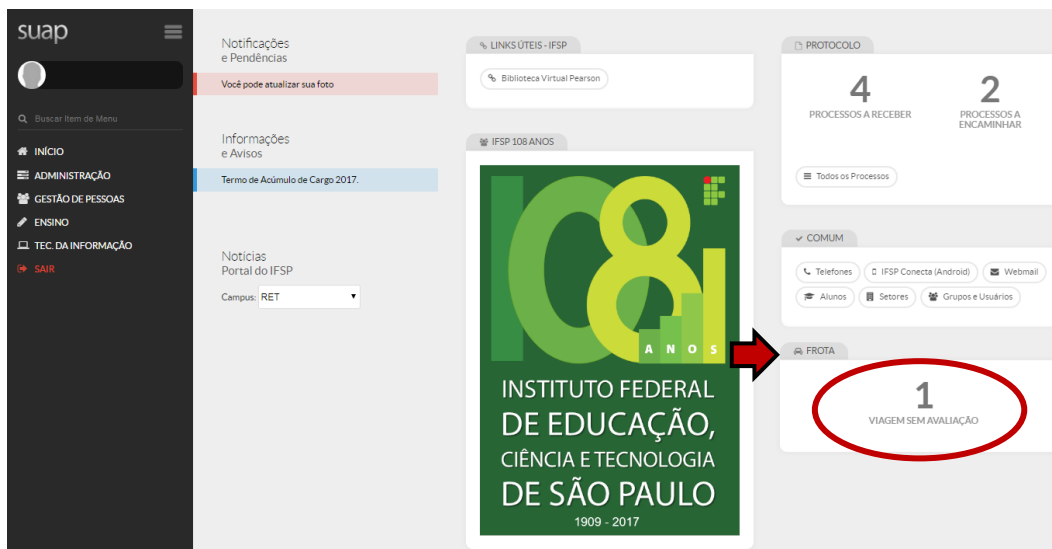 suap
Buscar Item de Menu
INÍCIO
ADMINISTRAÇÃO
GESTÃO DE PESSOAS
ENSINO
TEC. DA INFORMAÇÃO
SAIR
Notificações
e Pendências
Você pode atualizar sua foto
Informações
e Avisos
Termo de Acúmulo de Cargo 2017.
Notícias
Portal do IFSP
Campus: RET
LINKS ÚTEIS - IFSP
Biblioteca Virtual Pearson
IFSP 108 ANOS
108
ANOS
INSTITUTO FEDERAL
DE EDUCAÇÃO,
CIÊNCIA E TECNOLOGIA
DE SÃO PAULO
1909 - 2017
PROTOCOLO
4
PROCESSOS A RECEBER
2
PROCESSOS A
ENCAMINHAR
Todos os Processos
COMUM
Telefones
IFSP Conecta (Android)
Webmail
Alunos
Setores
Grupos e Usuários
FROTA
1
VIAGEM SEM AVALIAÇÃO